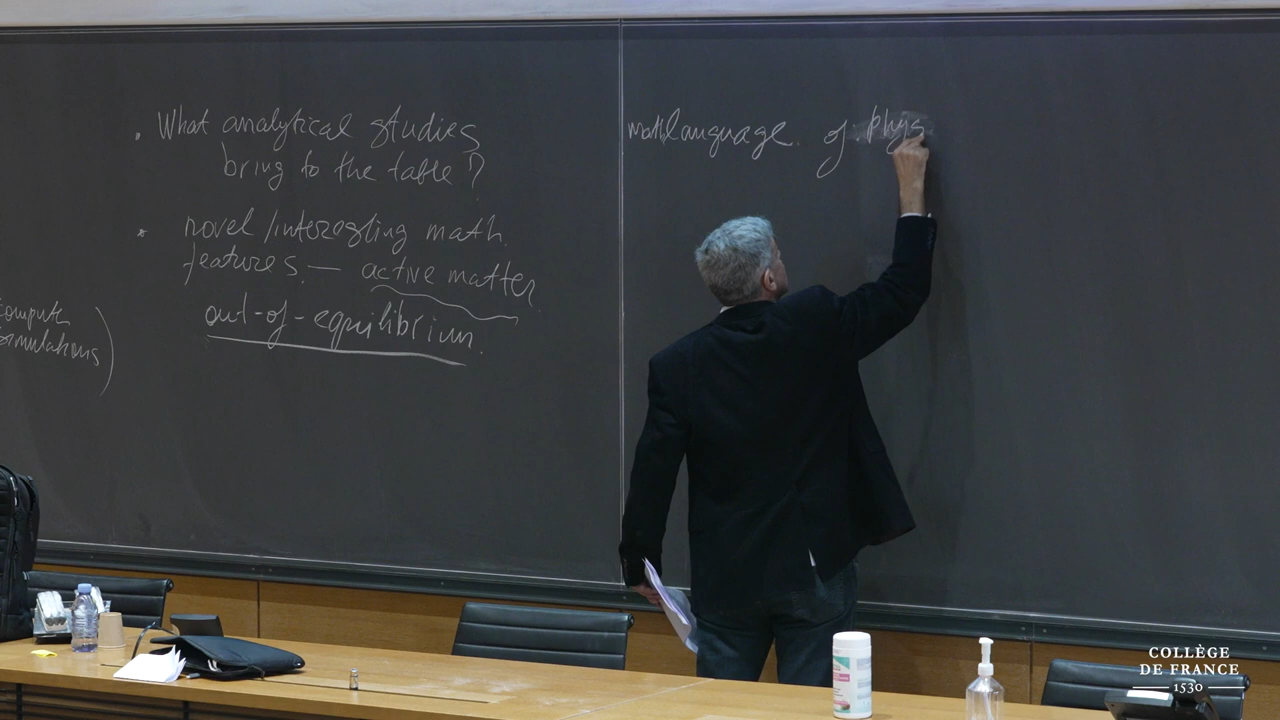 . What analytical studies
bring to the table?
* novel/interesting math
features — active matter
out-of-equilibrium.
compute
simulations)
math language of phys
COLLÈGE
DE FRANCE
1530